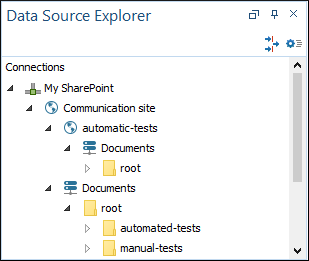 Data Source Explorer
Connections
My SharePoint
Communication site
automatic-tests
Documents
root
Documents
root
automated-tests
manual-tests